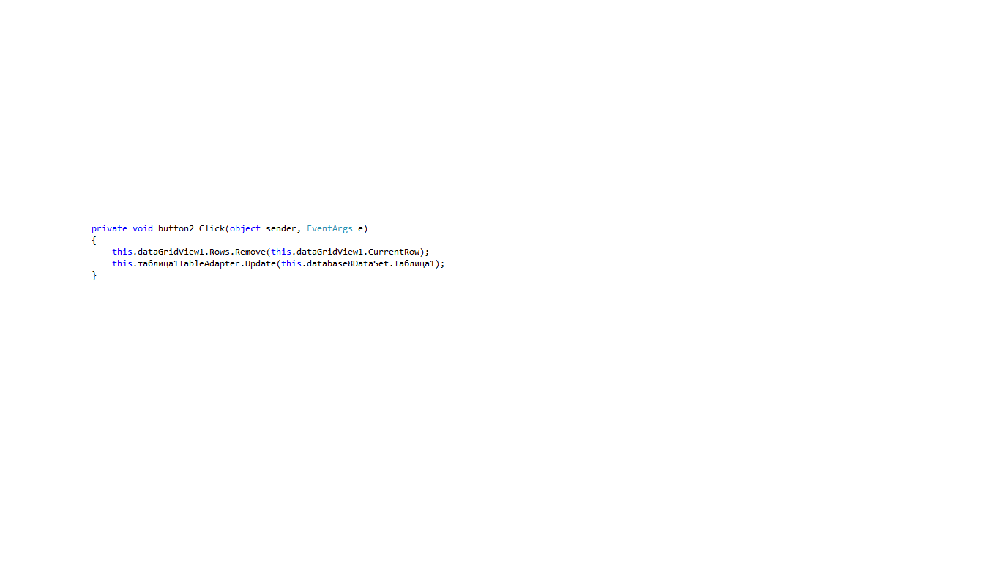 private void button2_Click(object sender, EventArgs e)
{
    this.dataGridView1.Rows.Remove(this.dataGridView1.CurrentRow);
    this.таблица1TableAdapter.Update(this.database8DataSet.Таблица1);
}